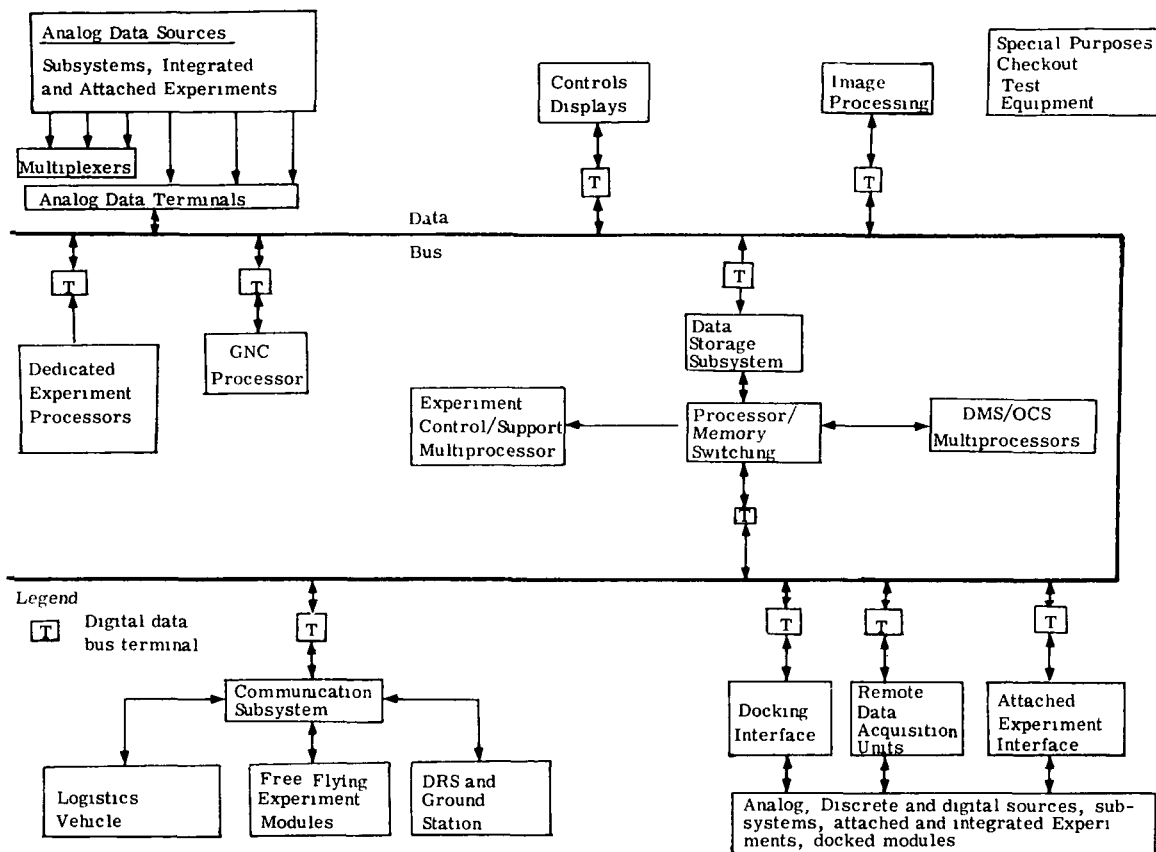 Analog Data Sources
Subsystems, Integrated
and Attached Experiments
Multiplexers
Analog Data Terminals
Controls
Displays
T
Image
Processing
T
Special Purposes
Checkout
Test
Equipment
Data
Bus
T
Dedicated
Experiment
Processors
T
GNC
Processor
T
Data
Storage
Subsystem
Experiment
Control/Support
Multiprocessor
Processor/
Memory
Switching
DMS/OCS
Multiprocessors
T
Legend
T
Digital data
bus terminal
T
Communication
Subsystem
Logistics
Vehicle
Free Flying
Experiment
Modules
DRS and
Ground
Station
T
Docking
Interface
T
Remote
Data
Acquisition
Units
T
Attached
Experiment
Interface
Analog, Discrete and digital sources, sub-
systems, attached and integrated Experi
ments, docked modules